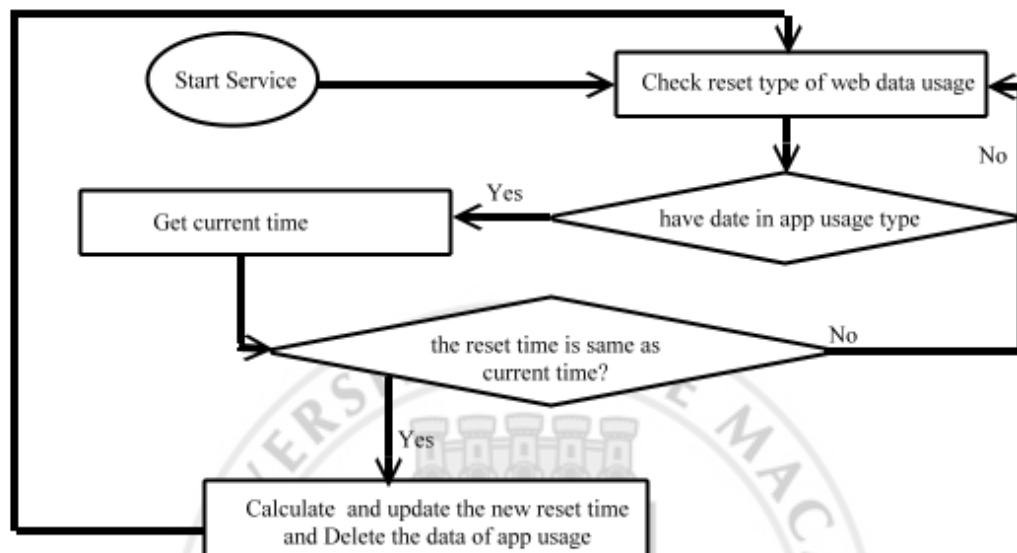 Start Service
Check reset type of web data usage
No
Yes
have date in app usage type
Get current time
the reset time is same as
current time?
No
Yes
Calculate and update the new reset time
and Delete the data of app usage
VERS
E MACA